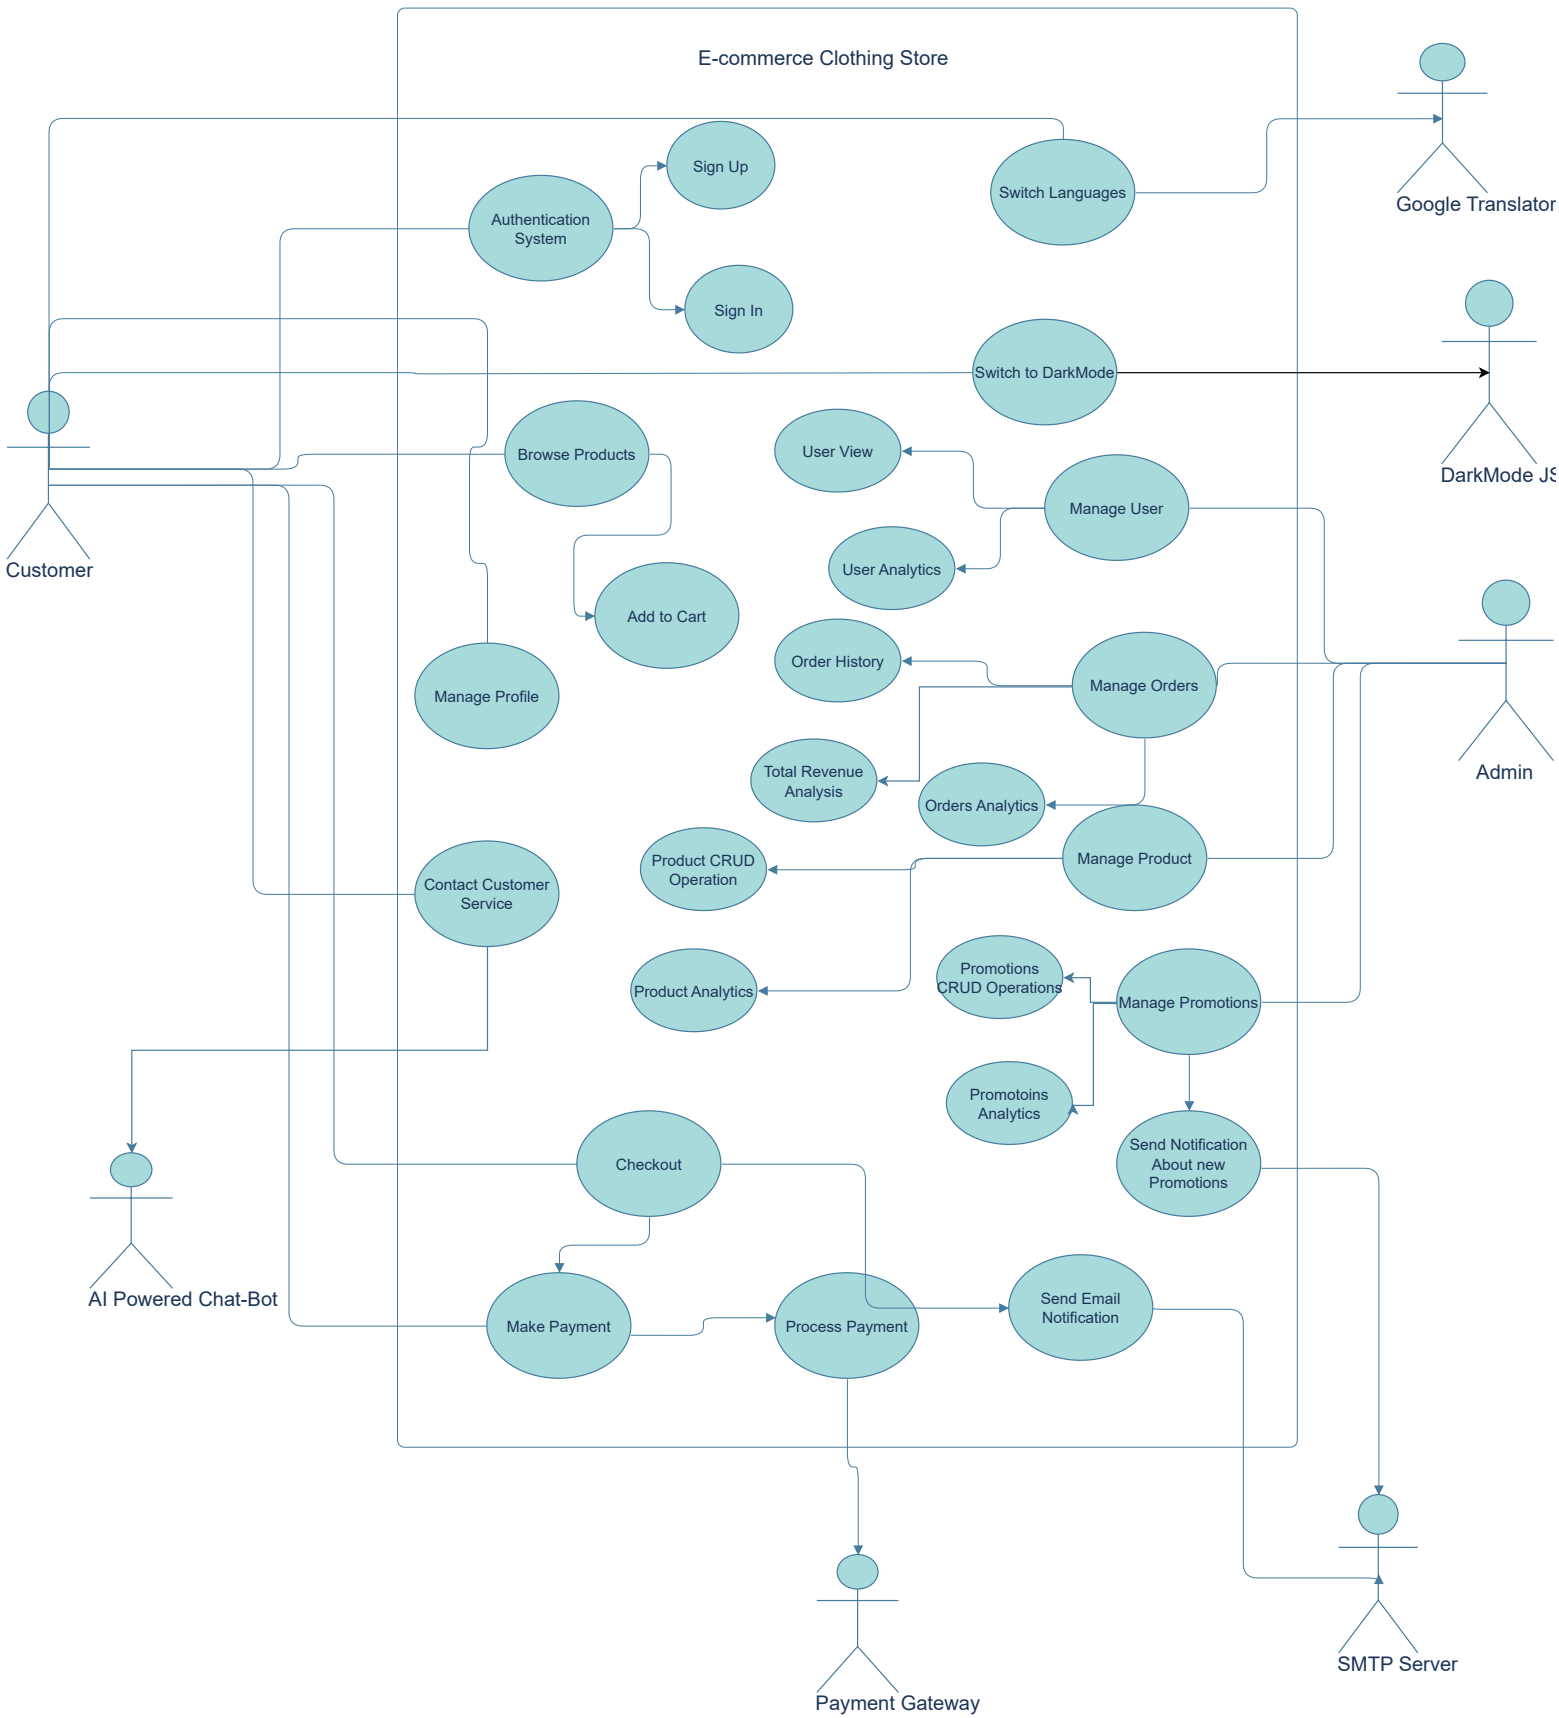 E-commerce Clothing Store
Sign Up
Switch Languages
Google Translator
Authentication
System
Sign In
Switch to DarkMode
DarkMode JS
User View
Browse Products
Manage User
User Analytics
Customer
Add to Cart
Order History
Manage Orders
Manage Profile
Admin
Total Revenue
Analysis
Orders Analytics
Product CRUD
Operation
Manage Product
Contact Customer
Service
Product Analytics
Promotions
CRUD Operations
Manage Promotions
Promotoins
Analytics
Checkout
Send Notification
About new
Promotions
AI Powered Chat-Bot
Make Payment
Process Payment
Send Email
Notification
SMTP Server
Payment Gateway